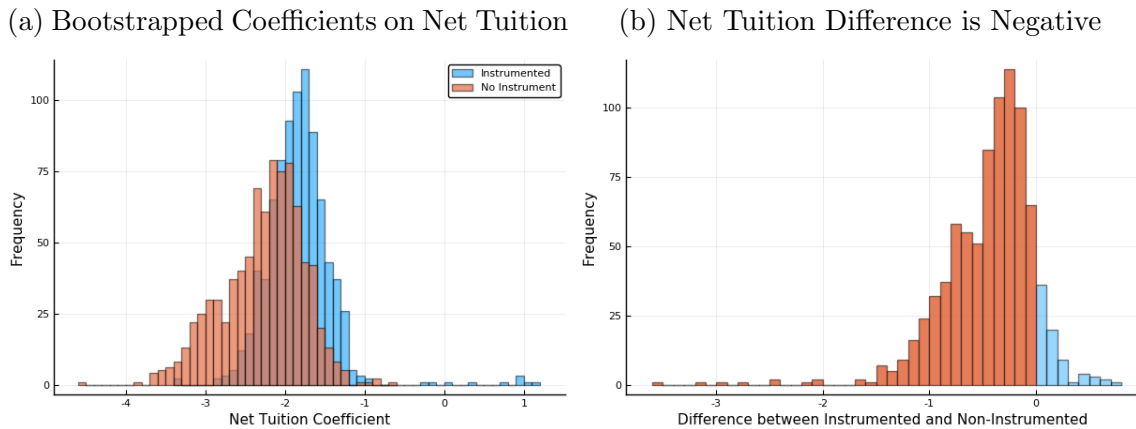 (a) Bootstrapped Coefficients on Net Tuition
(b) Net Tuition Difference is Negative
Instrumented
No Instrument
100
75
50
25
0
Frequency
-4
-3
-2
-1
0
1
Net Tuition Coefficient
100
75
50
25
0
Frequency
-3
-2
-1
0
Difference between Instrumented and Non-Instrumented